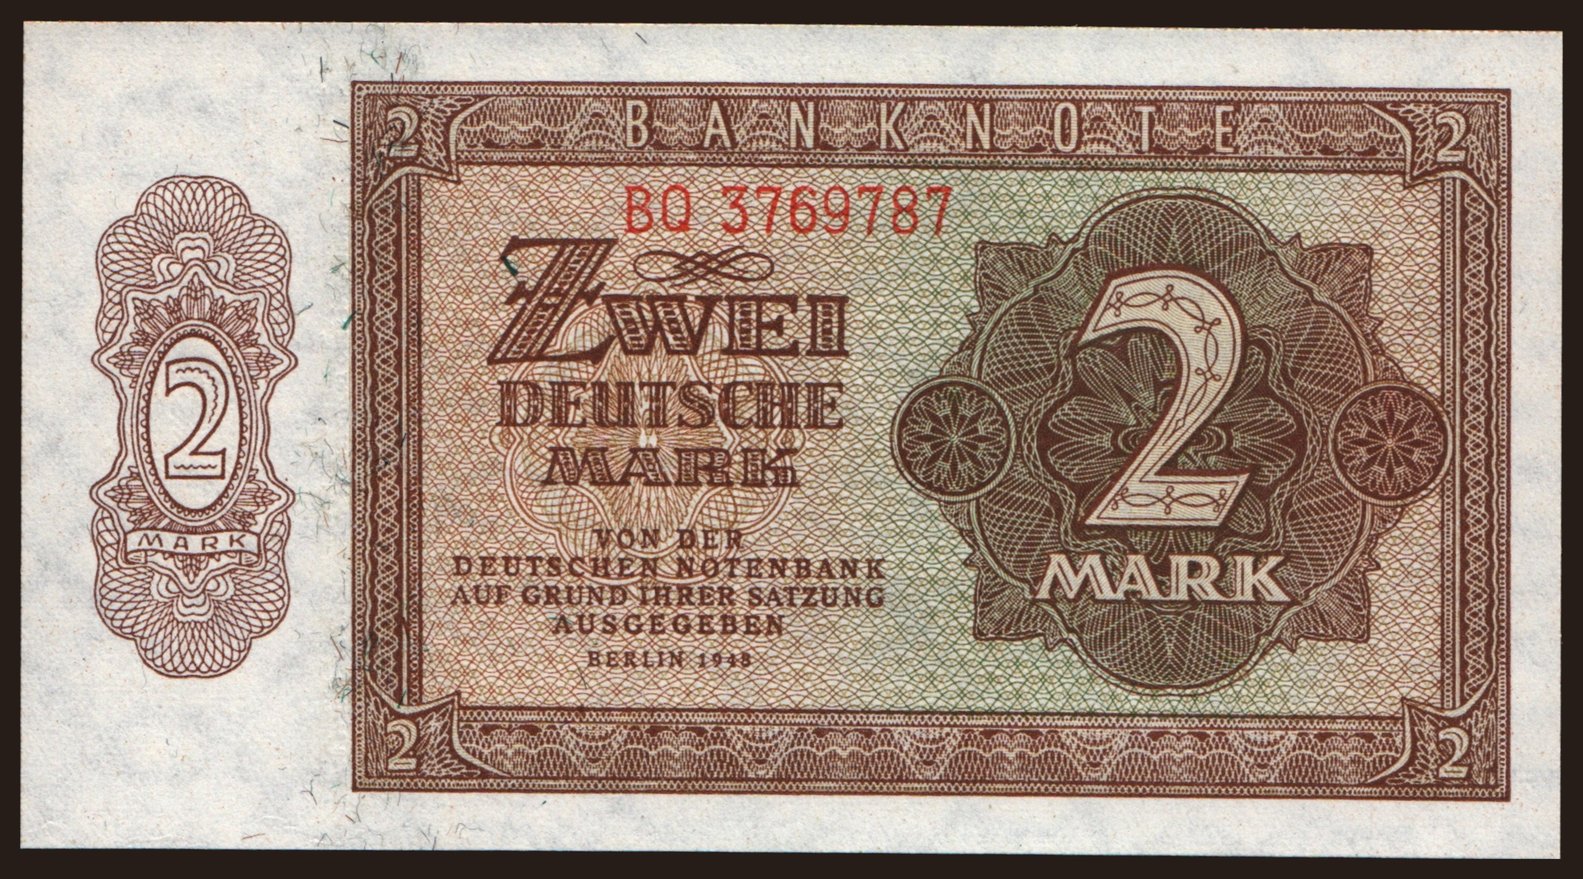 2 BANKNOTE 2
BQ 3769787
ZWEI
DEUTSCHE
MARK
VON DER
DEUTSCHEN NOTENBANK
AUF GRUND IHRER SATZUNG
AUSGEGEBEN
BERLIN 1948
2
MARK
2
MARK
2 2